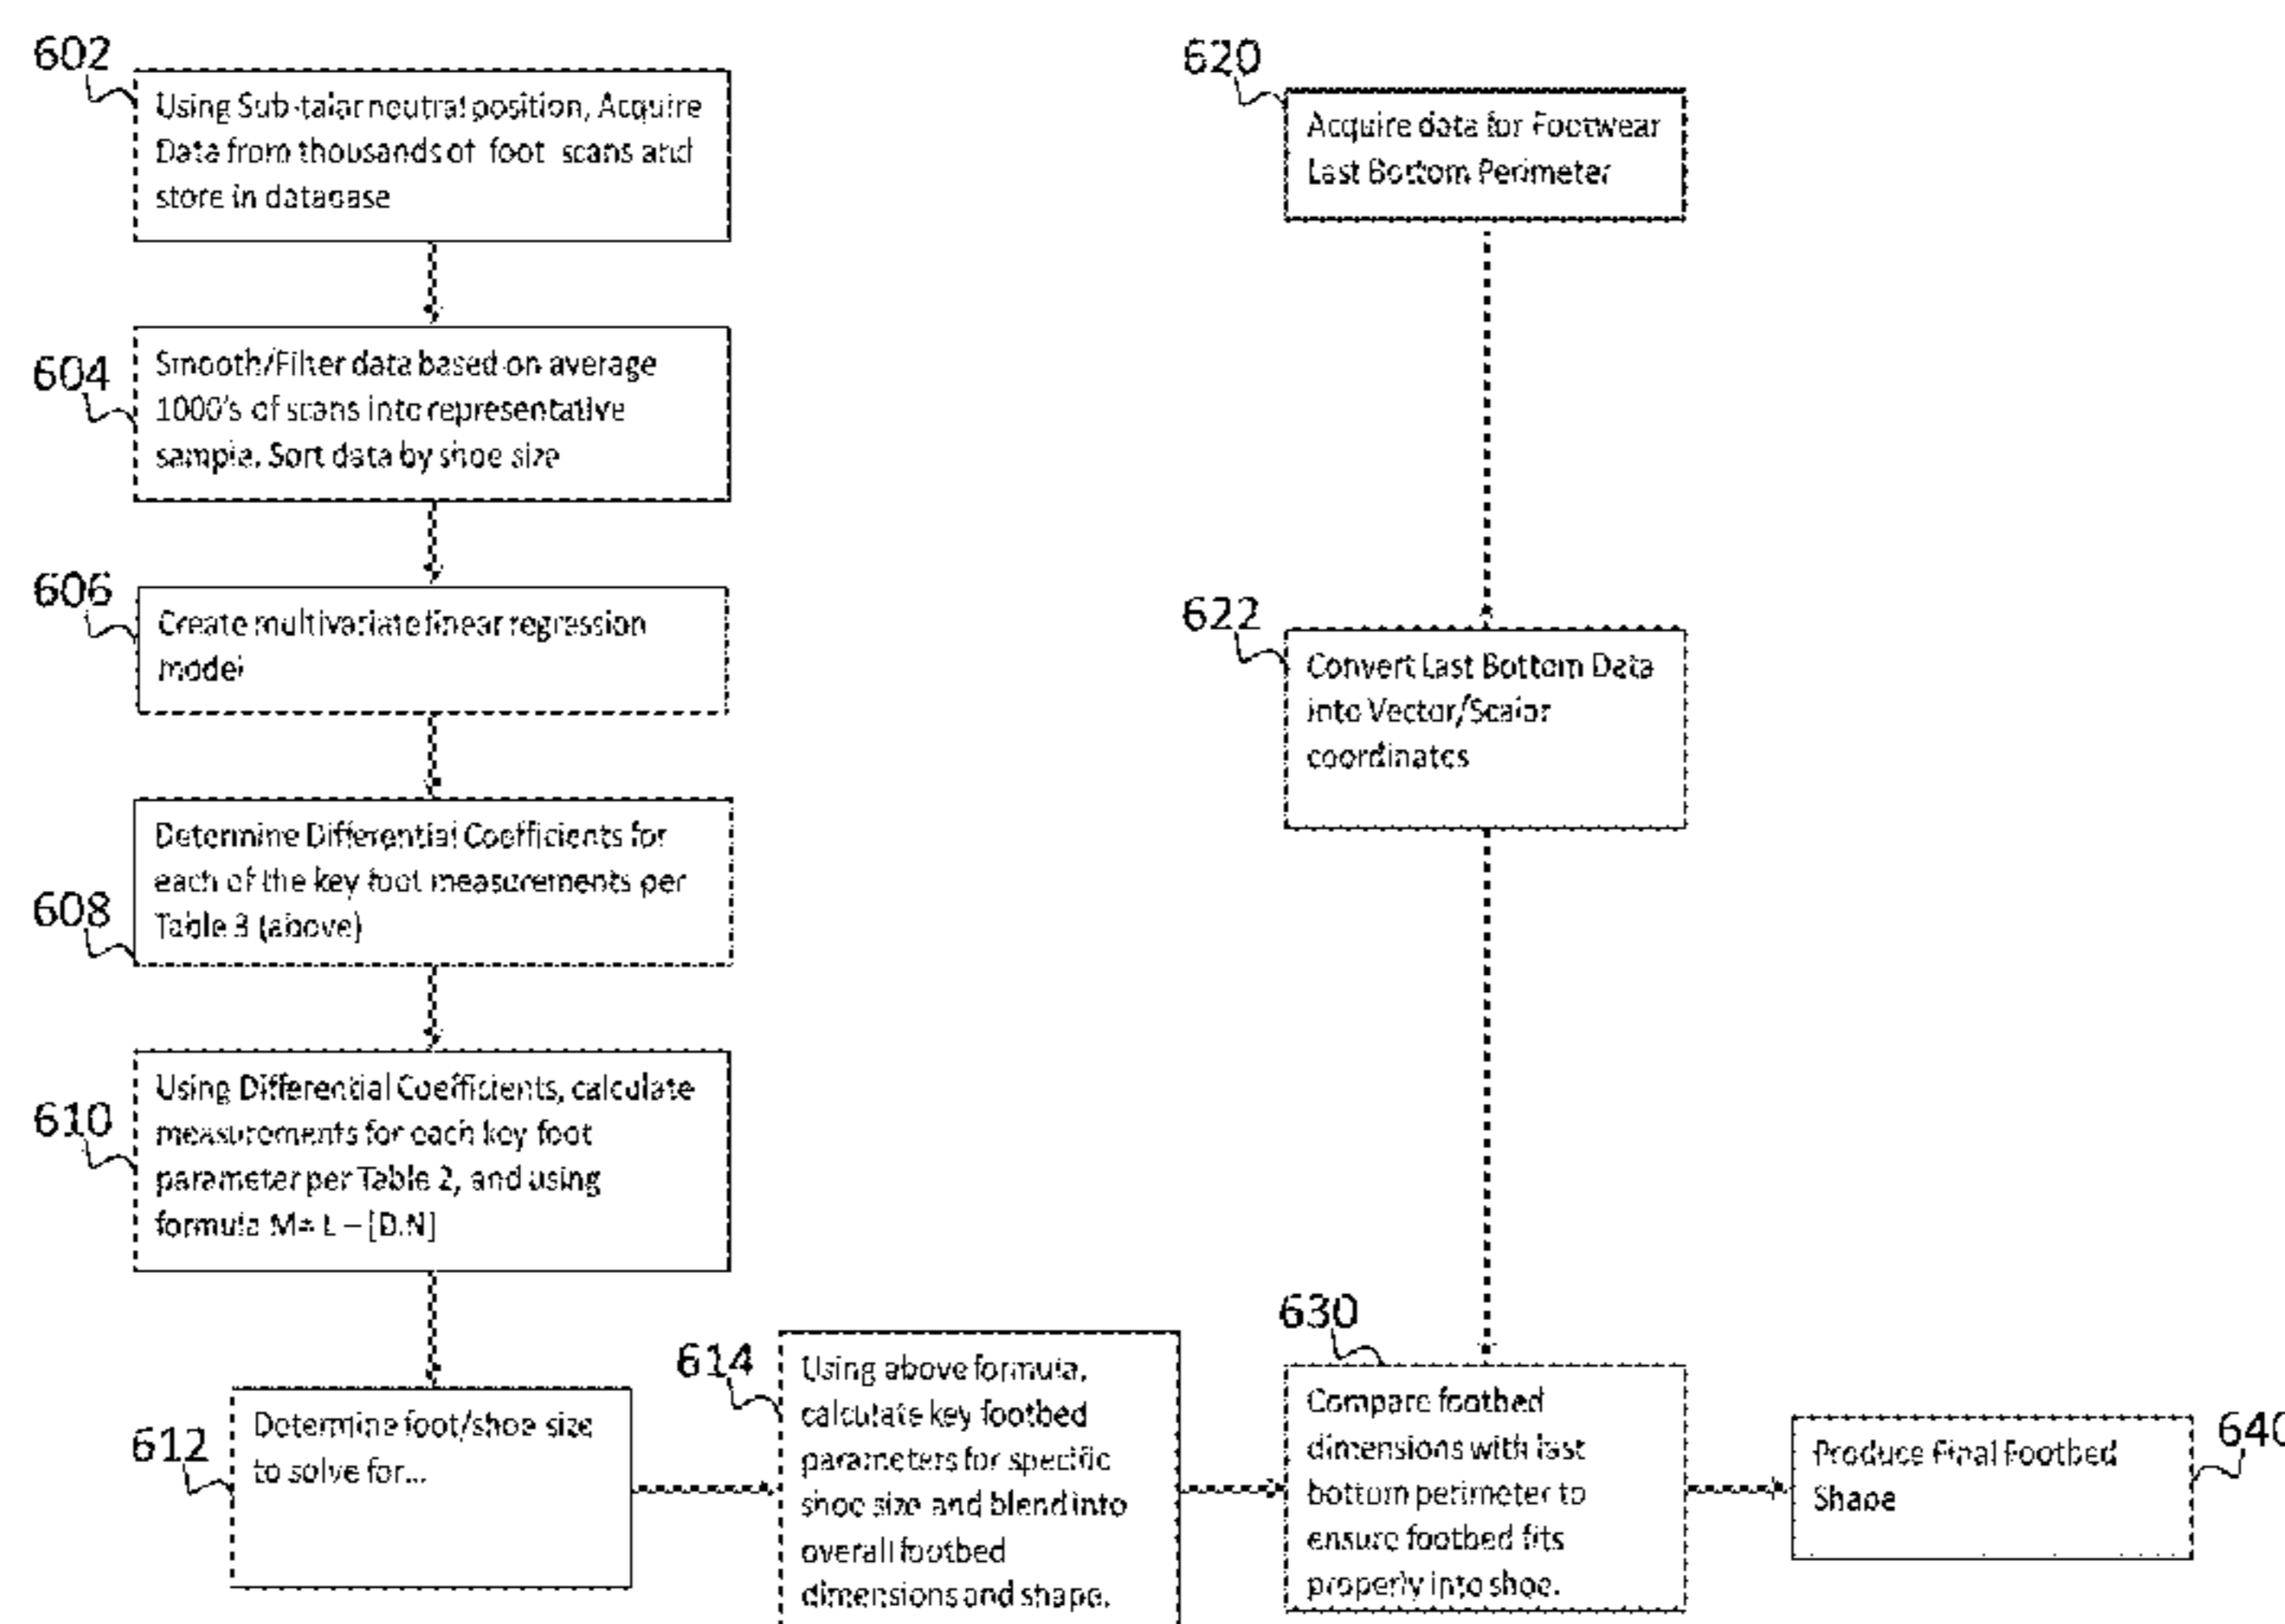 602
Using Sub-talar neutral position, Acquire
Data from thousands of foot scans and
store in database
604
Smooth/Filter data based on average
1000's of scans into representative
sample. Sort data by shoe size
606
Create multivariate linear regression
model
608
Determine Differential Coefficients for
each of the key foot measurements per
Table 3 (above)
610
Using Differential Coefficients, calculate
measurements for each key foot
parameter per Table 2, and using
formula M= L – [D.N]
612
Determine foot/shoe size
to solve for...
614
Using above formula,
calculate key footbed
parameters for specific
shoe size and blend into
overall footbed
dimensions and shape.
620
Acquire data for Footwear
Last Bottom Perimeter
622
Convert Last Bottom Data
into Vector/Scalar
coordinates
630
Compare footbed
dimensions with last
bottom perimeter to
ensure footbed fits
properly into shoe.
640
Produce Final Footbed
Shape